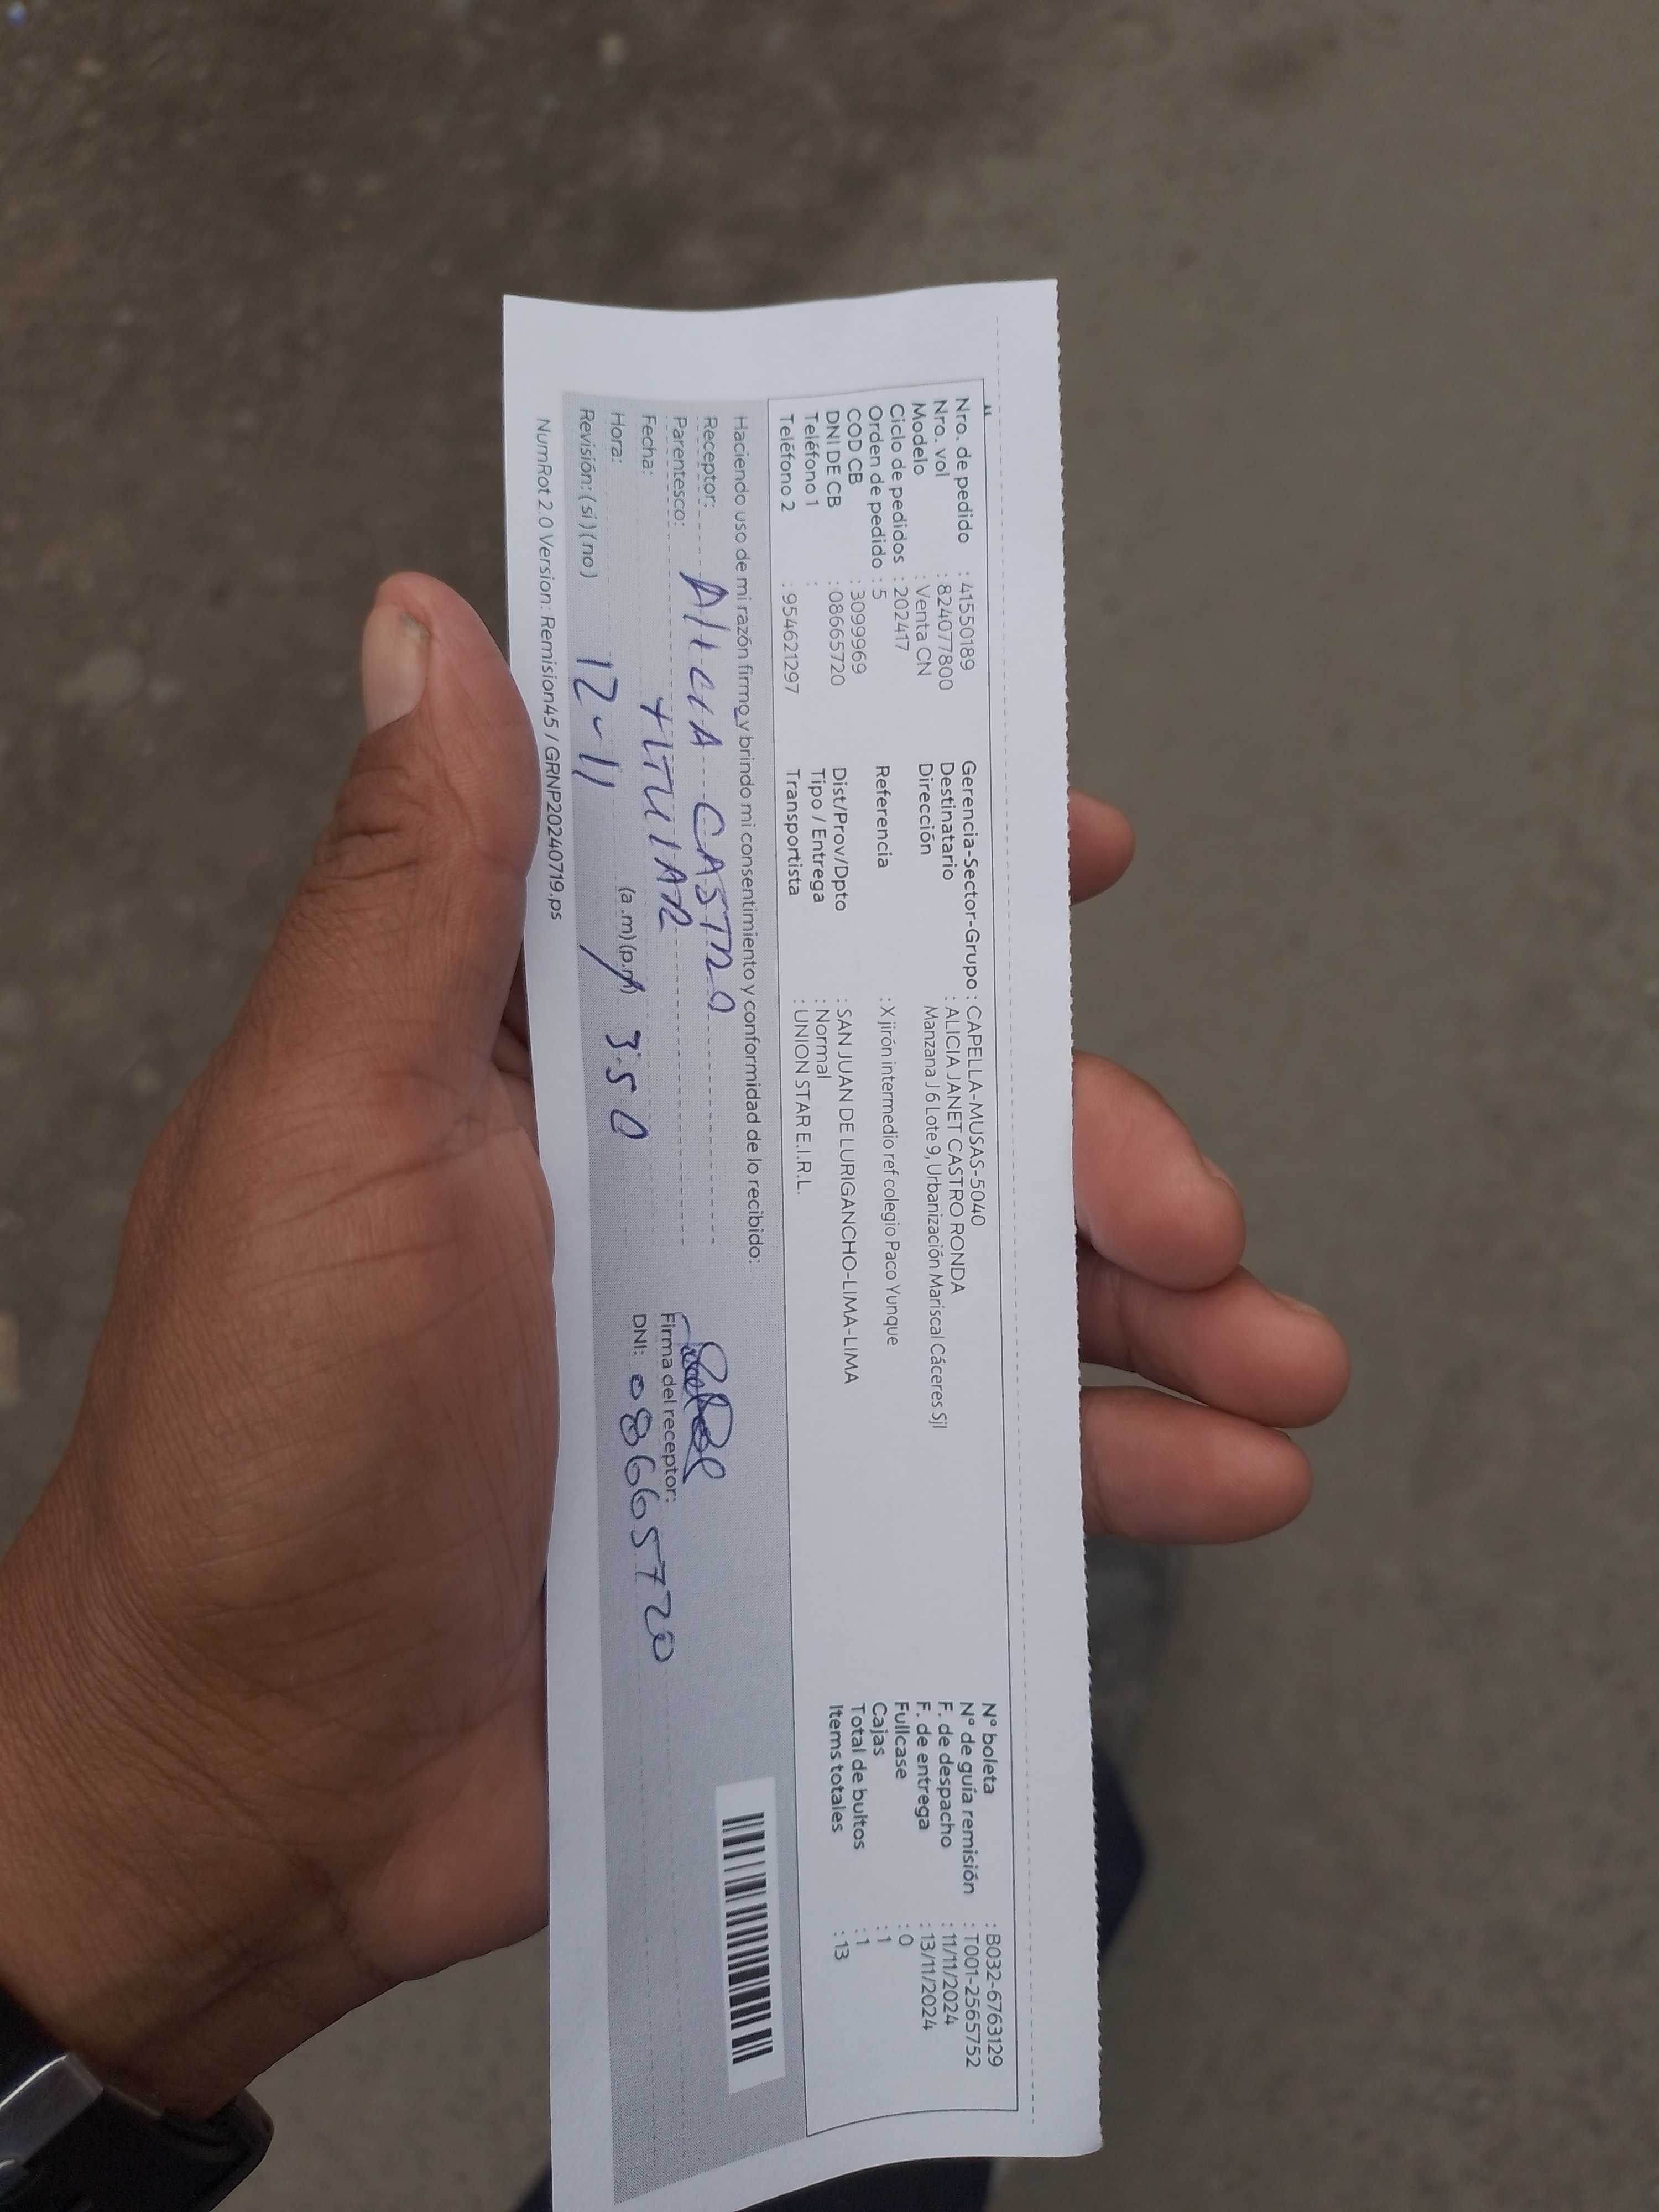 Nro. de pedido : 41550189
Nro. vol : 824077800
Modelo : Venta CN
Ciclo de pedidos : 202417
Orden de pedido : 5
COD CB : 3099969
DNI DE CB : 08665720
Teléfono 1 :
Teléfono 2 : 954621297
Gerencia-Sector-Grupo : CAPELLA-MUSAS-5040
Destinatario : ALICIA JANET CASTRO RONDA
Dirección Manzana J 6 Lote 9, Urbanización Mariscal Cáceres Sjl
Referencia : X jirón intermedio ref colegio Paco Yunque
Dist/Prov/Dpto : SAN JUAN DE LURIGANCHO-LIMA-LIMA
Tipo / Entrega : Normal
Transportista : UNION STAR E.I.R.L.
N° boleta : B032-6763129
N° de guía remisión : T001-2565752
F. de despacho : 11/11/2024
F. de entrega : 13/11/2024
Fullcase : 0
Cajas : 1
Total de bultos : 1
Items totales : 13
Haciendo uso de mi razón firmo y brindo mi consentimiento y conformidad de lo recibido:
Receptor: AlicIA CASTRO
Parentesco: TITUlAR
Fecha: 12-11
Hora: (a.m) (p.m) 3:50
Revisión: ( si ) ( no )
Firma del receptor:
DNI: 08665720
NumRot 2.0 Version: Remision45 / GRNP20240719.ps